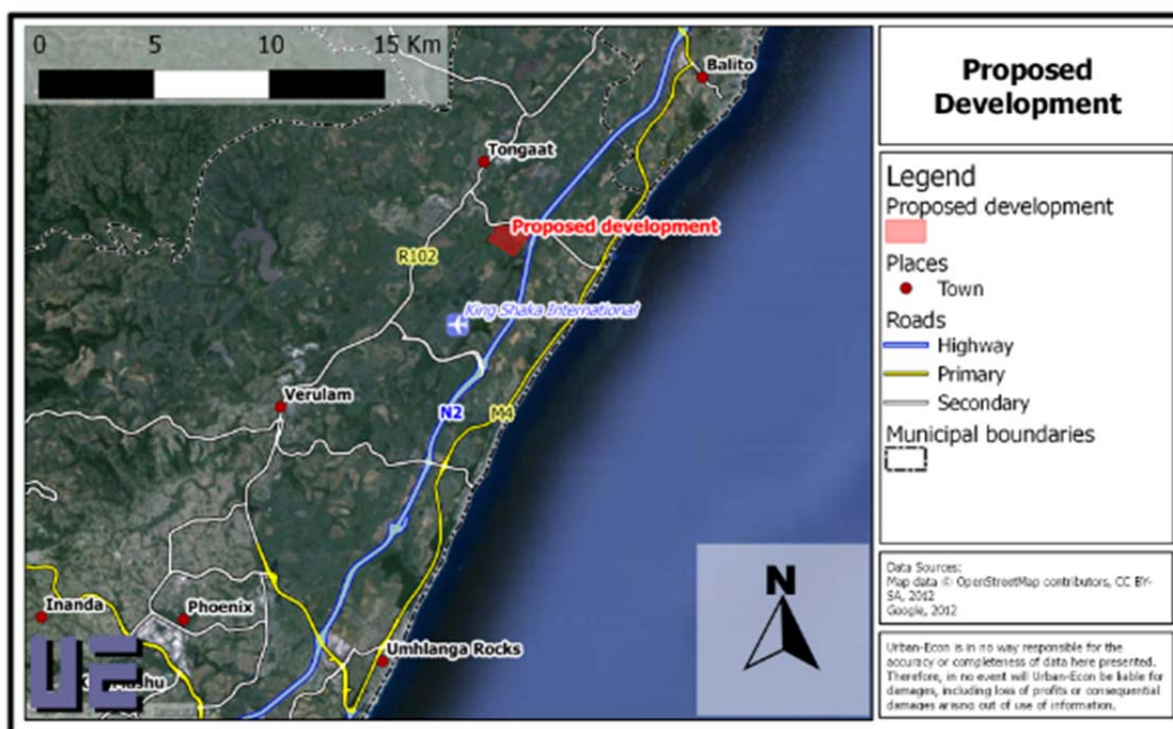 0 5 10 15 Km
Balito
Tongaat
Proposed development
R102
King Shaka International
Verulam
N2
M4
Inanda
Phoenix
Umhlanga Rocks
UE
N
Proposed
Development
Legend
Proposed development
Places
Town
Roads
Highway
Primary
Secondary
Municipal boundaries
Data Sources:
Map data © OpenStreetMap contributors, CC BY-
SA, 2012
Google, 2012
Urban-Econ is in no way responsible for the
accuracy or completeness of data here presented.
Therefore, in no event will Urban-Econ be liable for
damages, including loss of profits or consequential
damages arising out of use of information.